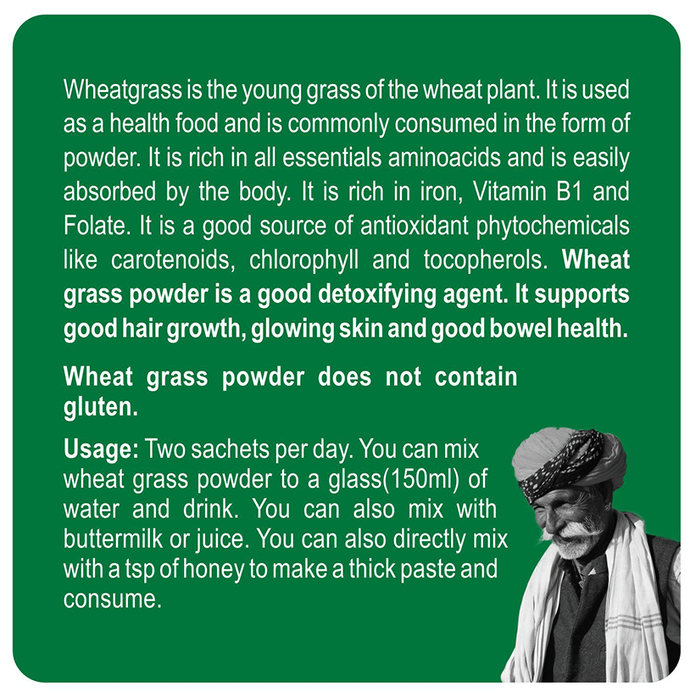 Wheatgrass is the young grass of the wheat plant. It is used
as a health food and is commonly consumed in the form of
powder. It is rich in all essentials aminoacids and is easily
absorbed by the body. It is rich in iron, Vitamin B1 and
Folate. It is a good source of antioxidant phytochemicals
like carotenoids, chlorophyll and tocopherols. Wheat
grass powder is a good detoxifying agent. It supports
good hair growth, glowing skin and good bowel health.
Wheat grass powder does not contain
gluten.
Usage: Two sachets per day. You can mix
wheat grass powder to a glass(150ml) of
water and drink. You can also mix with
buttermilk or juice. You can also directly mix
with a tsp of honey to make a thick paste and
consume.